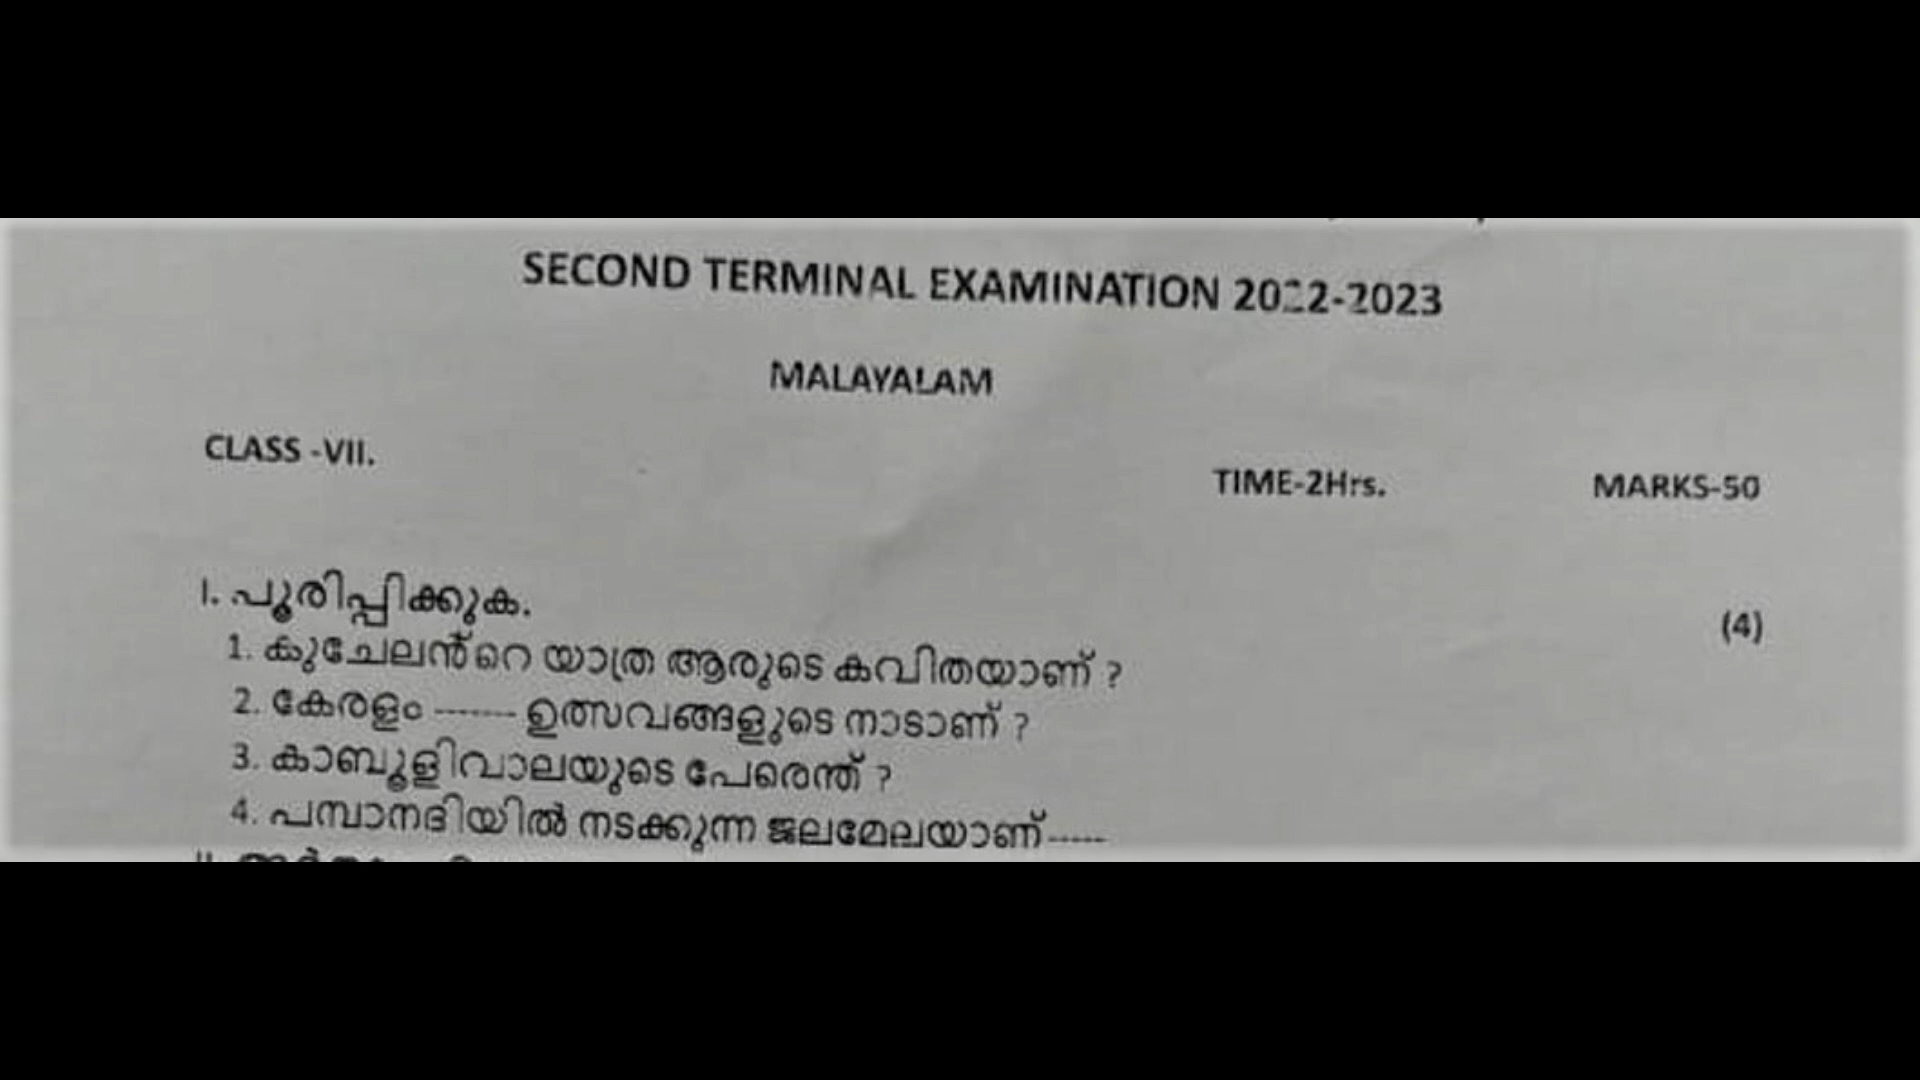 SECOND TERMINAL EXAMINATION 2022-2023
MALAYALAM
CLASS -VII.
TIME-2Hrs. MARKS-50
I. പൂരിപ്പിക്കുക. (4)
1. കുചേലൻ്റെ യാത്ര ആരുടെ കവിതയാണ് ?
2. കേരളം ------- ഉത്സവങ്ങളുടെ നാടാണ് ?
3. കാബൂളിവാലയുടെ പേരെന്ത് ?
4. പമ്പാനദിയിൽ നടക്കുന്ന ജലമേലയാണ്-----